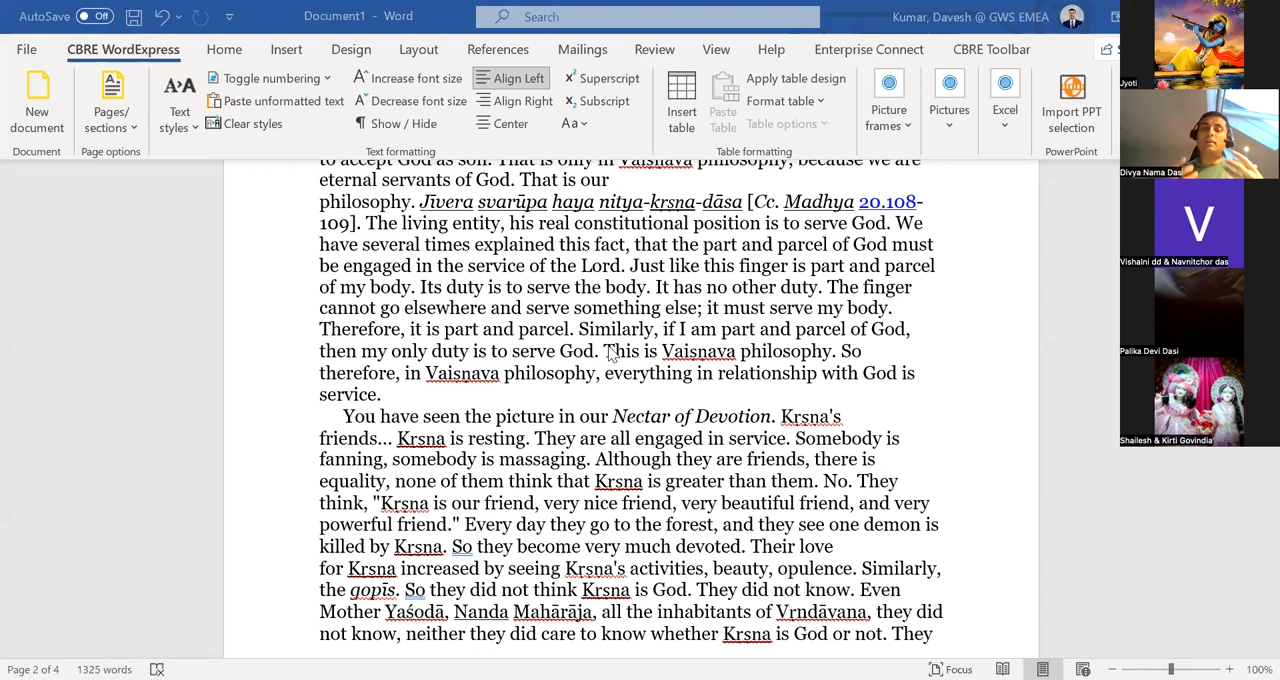 AutoSave Off Document1 - Word Search Kumar, Davesh @ GWS EMEA
File CBRE WordExpress Home Insert Design Layout References Mailings Review View Help Enterprise Connect CBRE Toolbar
New document
Pages/ sections
Text styles
Toggle numbering
Paste unformatted text
Clear styles
Increase font size
Decrease font size
Show / Hide
Align Left
Align Right
Center
Superscript
Subscript
Aa
Insert table
Paste Table
Apply table design
Format table
Table options
Picture frames
Pictures
Excel
Import PPT selection
Document Page options Text formatting Table formatting PowerPoint
to accept God as son. That is only in Vaiṣṇava philosophy, because we are
eternal servants of God. That is our
philosophy. Jīvera svarūpa haya nitya-kṛṣṇa-dāsa [Cc. Madhya 20.108-
109]. The living entity, his real constitutional position is to serve God. We
have several times explained this fact, that the part and parcel of God must
be engaged in the service of the Lord. Just like this finger is part and parcel
of my body. Its duty is to serve the body. It has no other duty. The finger
cannot go elsewhere and serve something else; it must serve my body.
Therefore, it is part and parcel. Similarly, if I am part and parcel of God,
then my only duty is to serve God. This is Vaiṣṇava philosophy. So
therefore, in Vaiṣṇava philosophy, everything in relationship with God is
service.
You have seen the picture in our Nectar of Devotion. Kṛṣṇa's
friends... Kṛṣṇa is resting. They are all engaged in service. Somebody is
fanning, somebody is massaging. Although they are friends, there is
equality, none of them think that Kṛṣṇa is greater than them. No. They
think, "Kṛṣṇa is our friend, very nice friend, very beautiful friend, and very
powerful friend." Every day they go to the forest, and they see one demon is
killed by Kṛṣṇa. So they become very much devoted. Their love
for Kṛṣṇa increased by seeing Kṛṣṇa's activities, beauty, opulence. Similarly,
the gopīs. So they did not think Kṛṣṇa is God. They did not know. Even
Mother Yaśodā, Nanda Mahārāja, all the inhabitants of Vṛndāvana, they did
not know, neither they did care to know whether Kṛṣṇa is God or not. They
Page 2 of 4 1325 words Focus 100%
Jyoti
Divya Nama Das
V
Vishalni dd & Navnitchor das
Palika Devi Dasi
Shailesh & Kirti Govindia